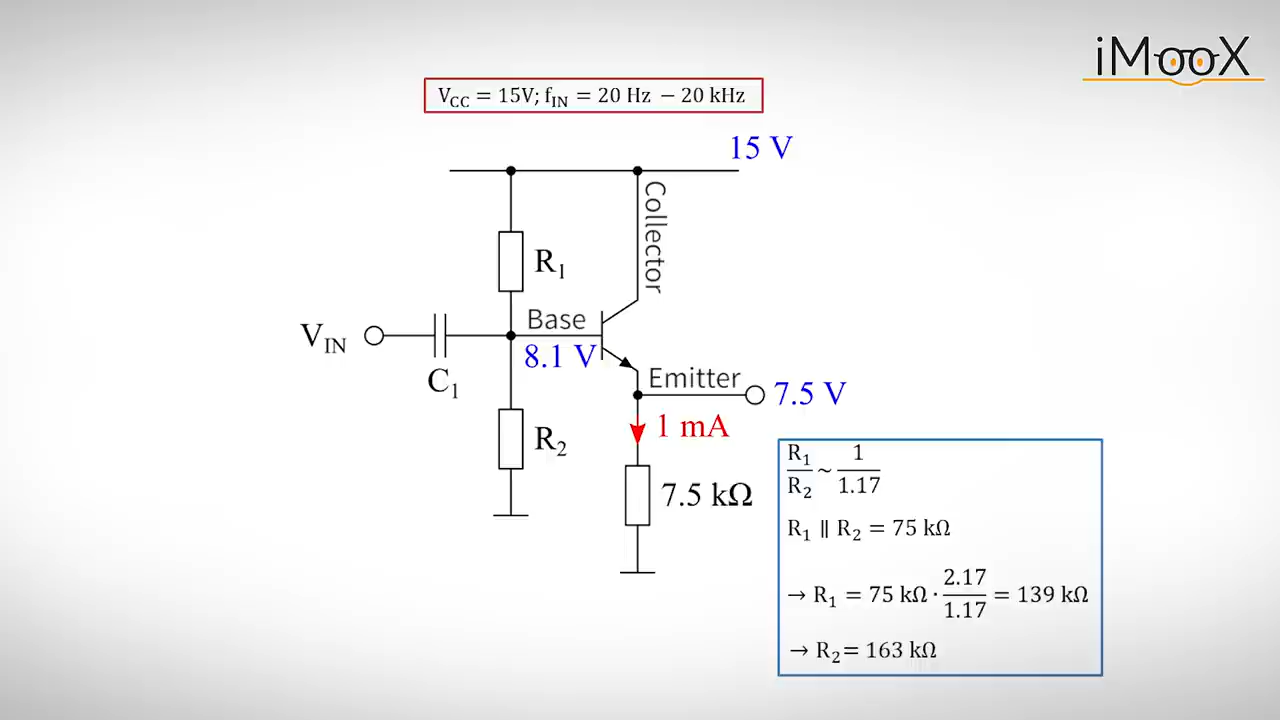 iMooX
V_CC = 15V; f_IN = 20 Hz − 20 kHz
15 V
Collector
R_1
Base
V_IN
8.1 V
C_1
Emitter
7.5 V
1 mA
R_2
7.5 kΩ
R_1/R_2 ~ 1/1.17
R_1 ∥ R_2 = 75 kΩ
→ R_1 = 75 kΩ · 2.17/1.17 = 139 kΩ
→ R_2 = 163 kΩ